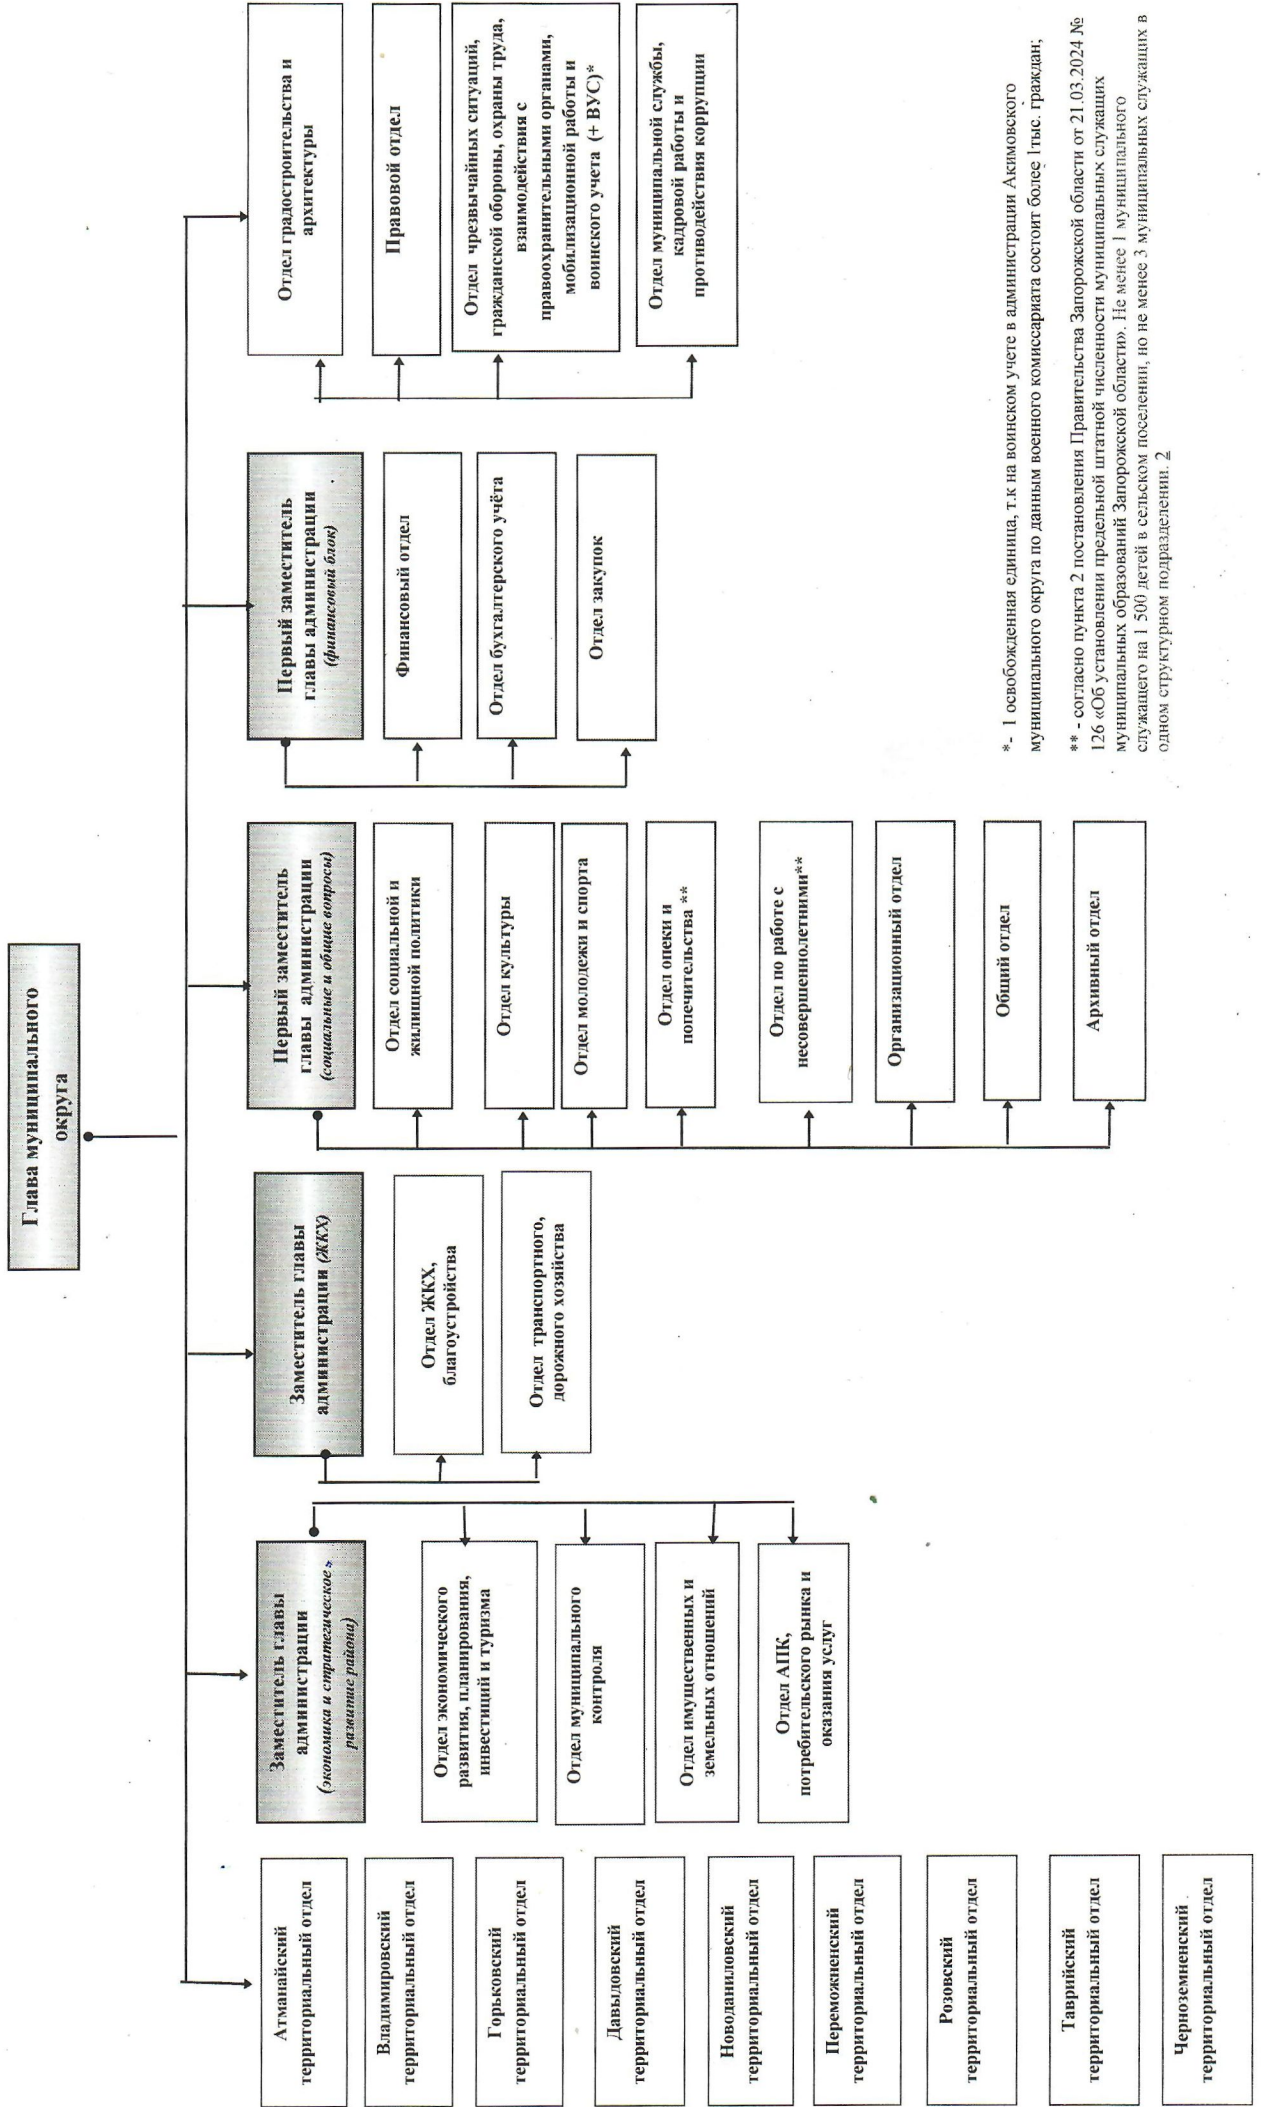 Глава муниципального
округа
Атманайский
территориальный отдел
Владимировский
территориальный отдел
Горьковский
территориальный отдел
Давыдовский
территориальный отдел
Новоданиловский
территориальный отдел
Переможненский
территориальный отдел
Розовский
территориальный отдел
Таврийский
территориальный отдел
Черноземненский
территориальный отдел
Заместитель главы
администрации
(экономика и стратегическое
развитие района)
Отдел экономического
развития, планирования,
инвестиций и туризма
Отдел муниципального
контроля
Отдел имущественных и
земельных отношений
Отдел АПК,
потребительского рынка и
оказания услуг
Заместитель главы
администрации (ЖКХ)
Отдел ЖКХ,
благоустройства
Отдел транспортного,
дорожного хозяйства
Первый заместитель
главы администрации
(социальные и общие вопросы)
Отдел социальной и
жилищной политики
Отдел культуры
Отдел молодежи и спорта
Отдел опеки и
попечительства **
Отдел по работе с
несовершеннолетними**
Организационный отдел
Общий отдел
Архивный отдел
Первый заместитель
главы администрации
(финансовый блок)
Финансовый отдел
Отдел бухгалтерского учёта
Отдел закупок
Отдел градостроительства и
архитектуры
Правовой отдел
Отдел чрезвычайных ситуаций,
гражданской обороны, охраны труда,
взаимодействия с
правоохранительными органами,
мобилизационной работы и
воинского учета (+ ВУС)*
Отдел муниципальной службы,
кадровой работы и
противодействия коррупции
*- 1 освобожденная единица, т.к на воинском учете в администрации Акимовского
муниципального округа по данным военного комиссариата состоит более 1тыс. граждан;
** - согласно пункта 2 постановления Правительства Запорожской области от 21.03.2024 №
126 «Об установлении предельной штатной численности муниципальных служащих
муниципальных образований Запорожской области». Не менее 1 муниципального
служащего на 1 500 детей в сельском поселении, но не менее 3 муниципальных служащих в
одном структурном подразделении. 2